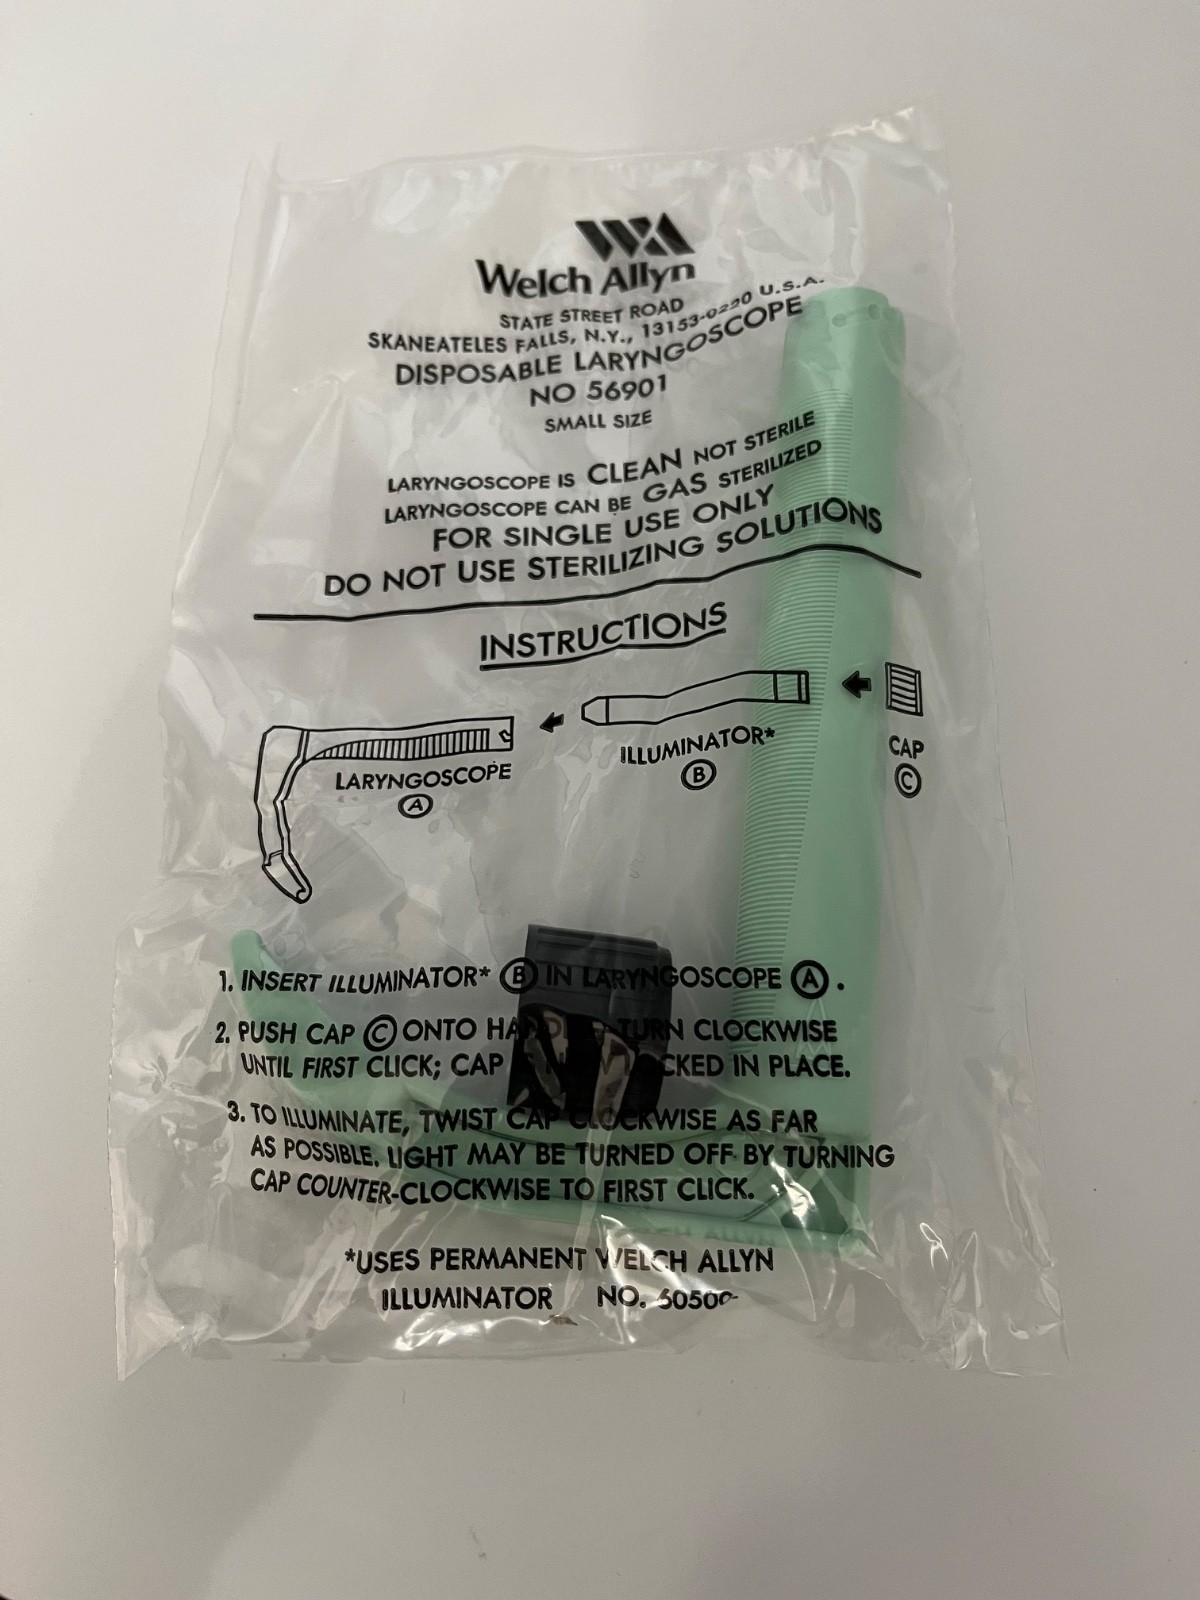 WA
Welch Allyn
STATE STREET ROAD
SKANEATELES FALLS, N.Y., 13153-0220 U.S.A.
DISPOSABLE LARYNGOSCOPE
NO 56901
SMALL SIZE
LARYNGOSCOPE IS CLEAN NOT STERILE
LARYNGOSCOPE CAN BE GAS STERILIZED
FOR SINGLE USE ONLY
DO NOT USE STERILIZING SOLUTIONS
INSTRUCTIONS
LARYNGOSCOPE
A
ILLUMINATOR*
B
CAP
C
1. INSERT ILLUMINATOR* B IN LARYNGOSCOPE A.
2. PUSH CAP C ONTO HANDLE, TURN CLOCKWISE
UNTIL FIRST CLICK; CAP LOCKED IN PLACE.
3. TO ILLUMINATE, TWIST CAP CLOCKWISE AS FAR
AS POSSIBLE. LIGHT MAY BE TURNED OFF BY TURNING
CAP COUNTER-CLOCKWISE TO FIRST CLICK.
*USES PERMANENT WELCH ALLYN
ILLUMINATOR NO.